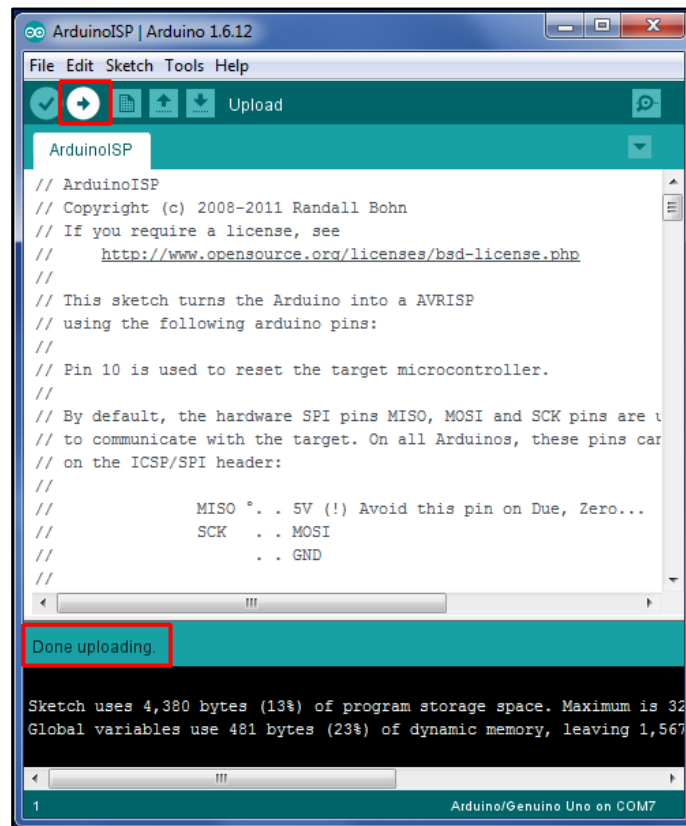 ArduinoISP | Arduino 1.6.12
File Edit Sketch Tools Help
Upload
ArduinoISP
// ArduinoISP
// Copyright (c) 2008-2011 Randall Bohn
// If you require a license, see
//     http://www.opensource.org/licenses/bsd-license.php
//
// This sketch turns the Arduino into a AVRISP
// using the following arduino pins:
//
// Pin 10 is used to reset the target microcontroller.
//
// By default, the hardware SPI pins MISO, MOSI and SCK pins are u
// to communicate with the target. On all Arduinos, these pins can
// on the ICSP/SPI header:
//
//              MISO °. . 5V (!) Avoid this pin on Due, Zero...
//              SCK   . . MOSI
//                    . . GND
//
Done uploading.
Sketch uses 4,380 bytes (13%) of program storage space. Maximum is 32
Global variables use 481 bytes (23%) of dynamic memory, leaving 1,567
1
Arduino/Genuino Uno on COM7